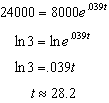 24000 = 8000e^.039t
ln 3 = ln e^.039t
ln 3 = .039t
t ≈ 28.2